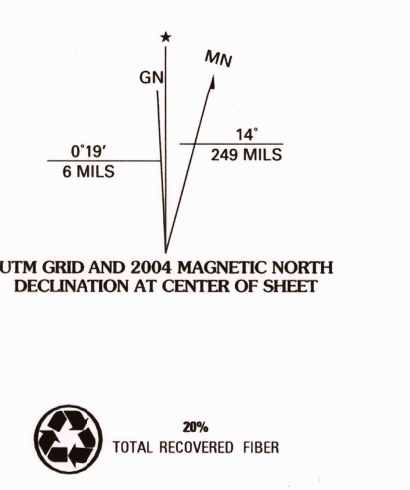 ★
MN
GN
14°
249 MILS
0°19′
6 MILS
UTM GRID AND 2004 MAGNETIC NORTH
DECLINATION AT CENTER OF SHEET
20%
TOTAL RECOVERED FIBER